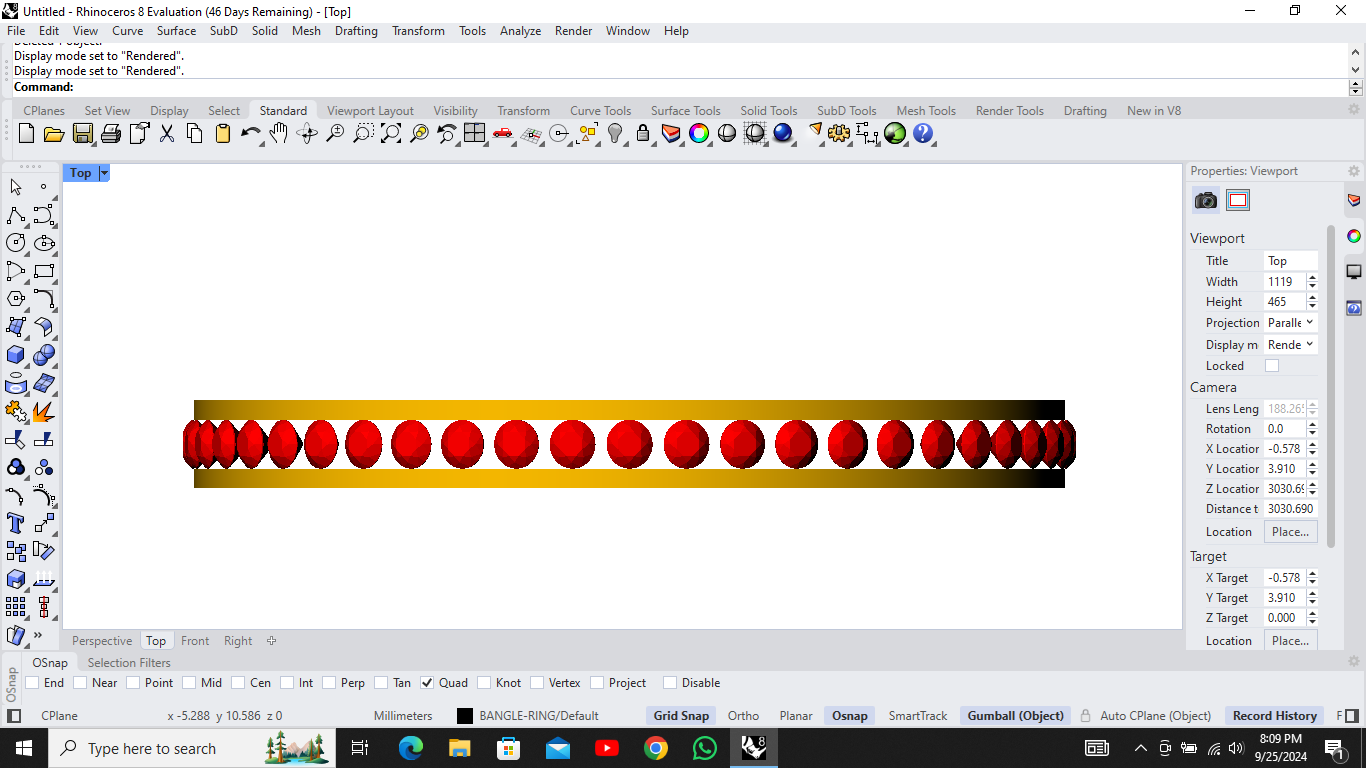 Untitled - Rhinoceros 8 Evaluation (46 Days Remaining) - [Top]
File Edit View Curve Surface SubD Solid Mesh Drafting Transform Tools Analyze Render Window Help
Display mode set to "Rendered".
Display mode set to "Rendered".
Command:
CPlanes Set View Display Select Standard Viewport Layout Visibility Transform Curve Tools Surface Tools Solid Tools SubD Tools Mesh Tools Render Tools Drafting New in V8
Top
Properties: Viewport
Viewport
Title Top
Width 1119
Height 465
Projection Paralle
Display m Rende
Locked
Camera
Lens Leng 188.26
Rotation 0.0
X Locatior -0.578
Y Locatior 3.910
Z Locatior 3030.69
Distance t 3030.690
Location Place...
Target
X Target -0.578
Y Target 3.910
Z Target 0.000
Location Place...
Perspective Top Front Right
OSnap Selection Filters
OSnap
End Near Point Mid Cen Int Perp Tan Quad Knot Vertex Project Disable
CPlane x -5.288 y 10.586 z 0 Millimeters BANGLE-RING/Default Grid Snap Ortho Planar Osnap SmartTrack Gumball (Object) Auto CPlane (Object) Record History F
Type here to search
8
8:09 PM
9/25/2024
1